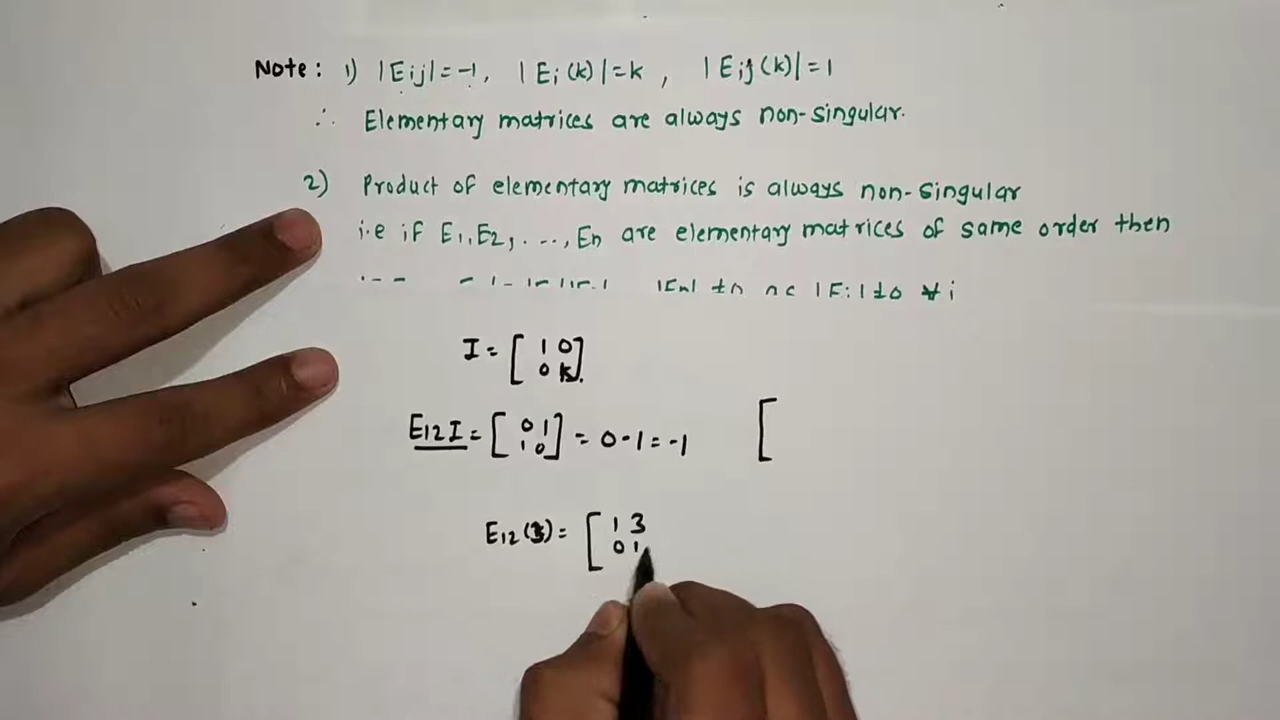 Note: 1) |Eij| = -1, |Ei(k)| = k, |Eij(k)| = 1
∴ Elementary matrices are always non-singular.
2) Product of elementary matrices is always non-singular
i.e if E1, E2, ..., En are elementary matrices of same order then
∀ i
I = [ 1 0
0 k ]
E12 I = [ 0 1
1 0 ] = 0 - 1 = -1 [
E12(3) = [ 1 3
0 1